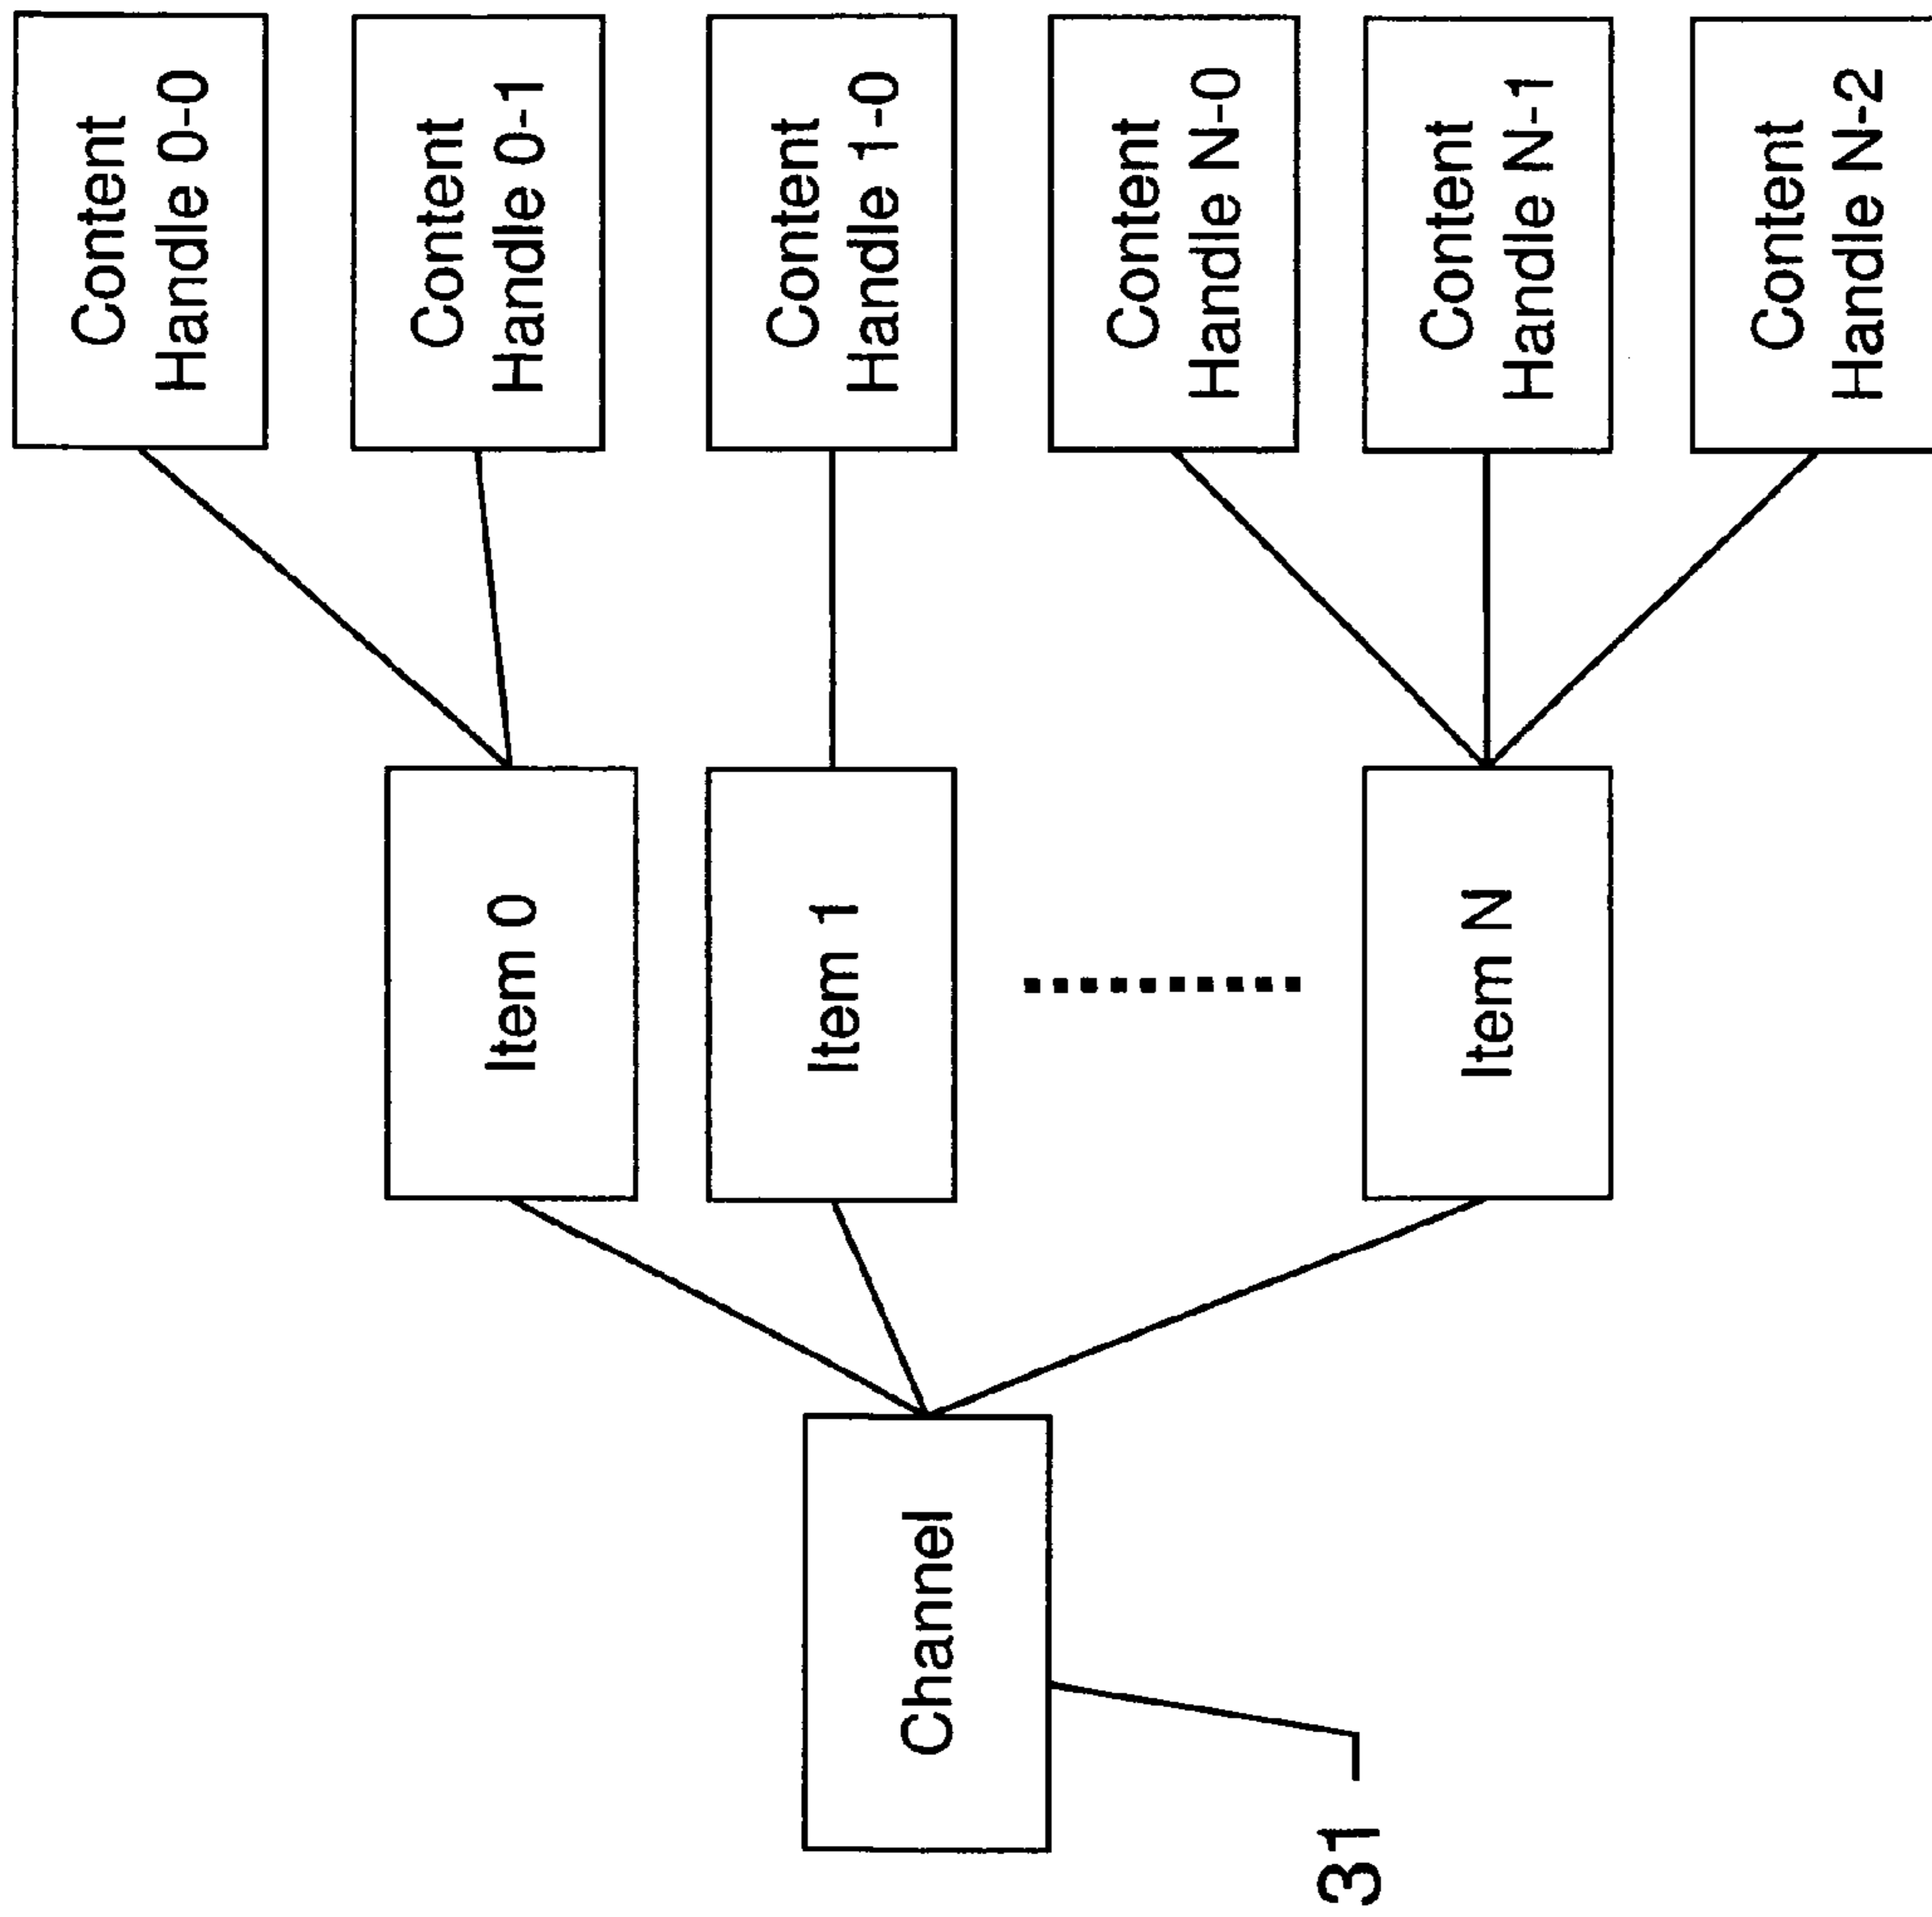 Content
Handle 0-0
Content
Handle 0-1
Content
Handle 1-0
Content
Handle N-0
Content
Handle N-1
Content
Handle N-2
Item 0
Item 1
Item N
Channel
31